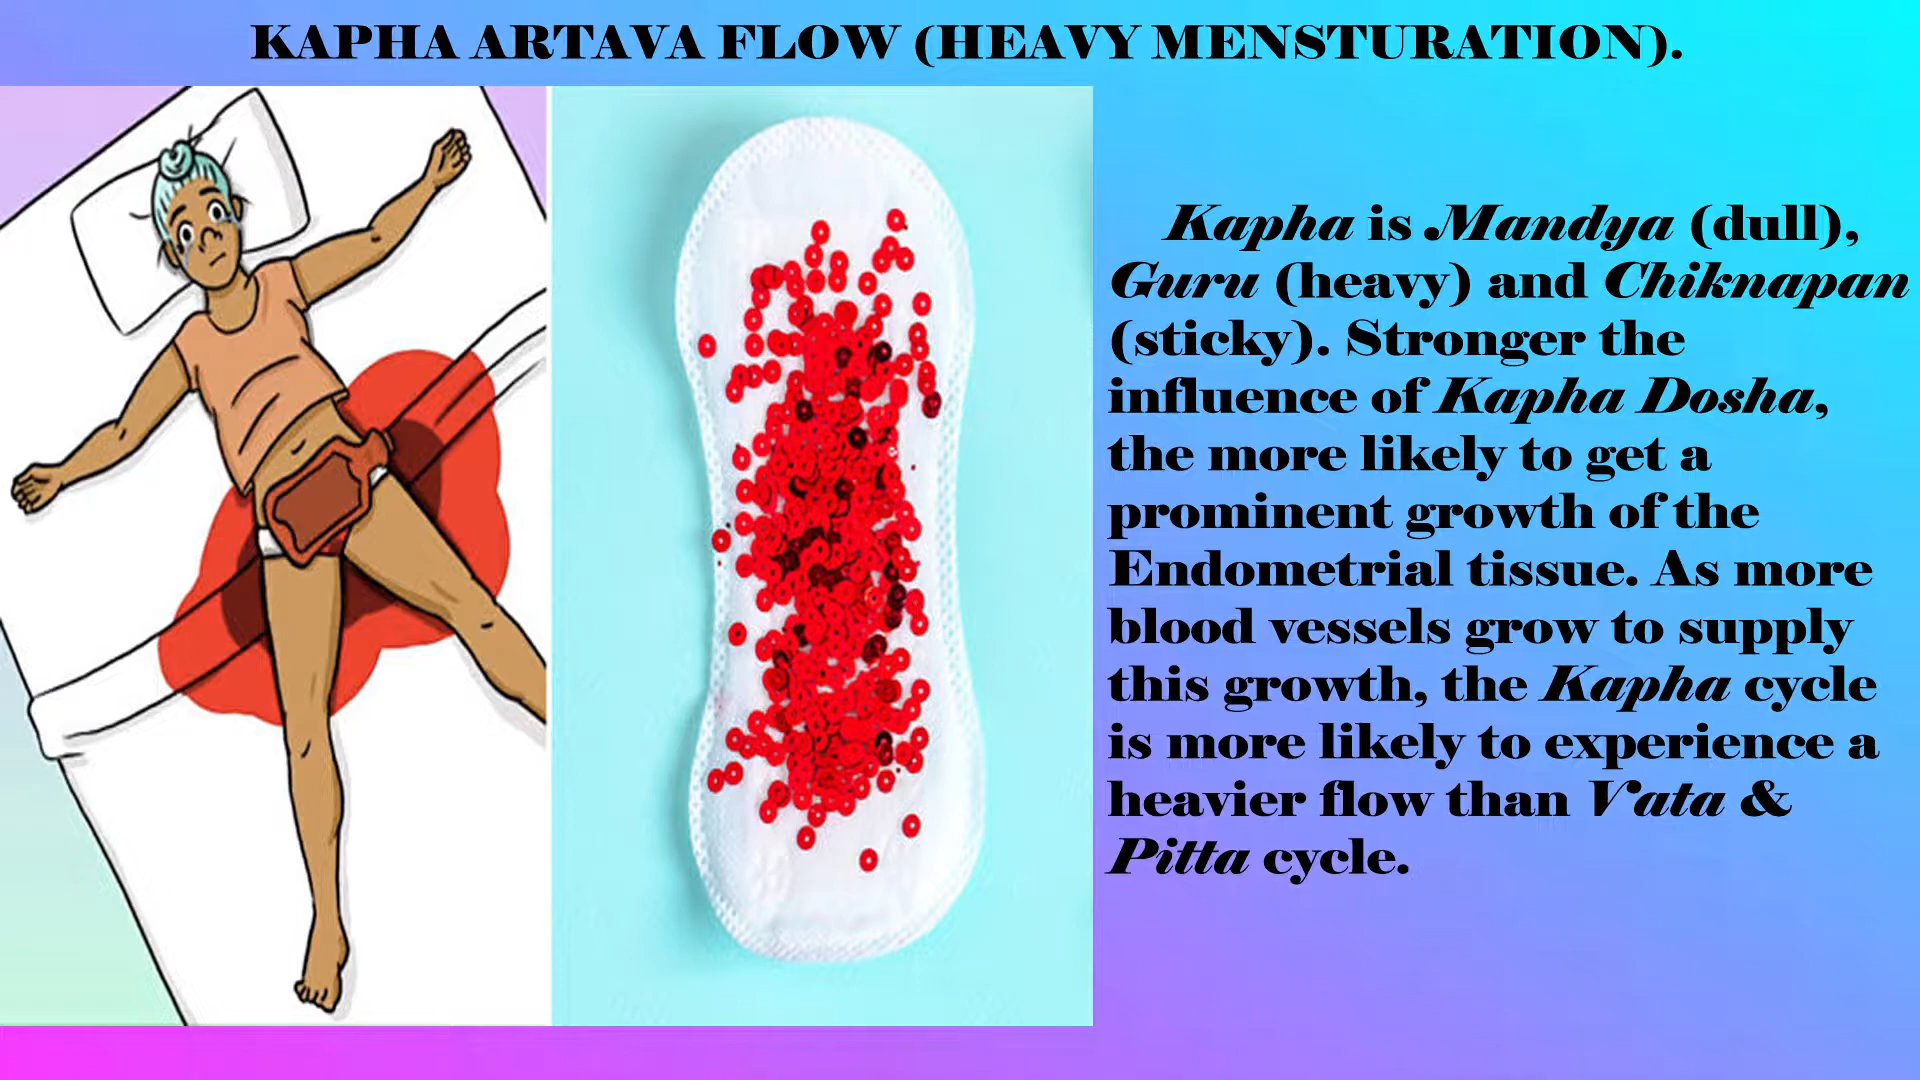 KAPHA ARTAVA FLOW (HEAVY MENSTURATION).
Kapha is Mandya (dull),
Guru (heavy) and Chiknapan
(sticky). Stronger the
influence of Kapha Dosha,
the more likely to get a
prominent growth of the
Endometrial tissue. As more
blood vessels grow to supply
this growth, the Kapha cycle
is more likely to experience a
heavier flow than Vata &
Pitta cycle.